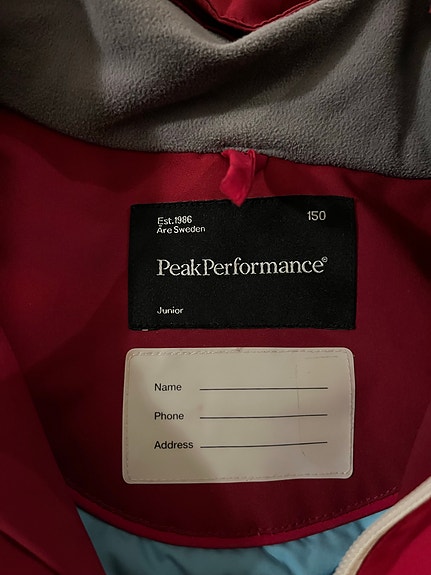 Est.1986 150
Åre Sweden
PeakPerformance®
Junior
Name
Phone
Address